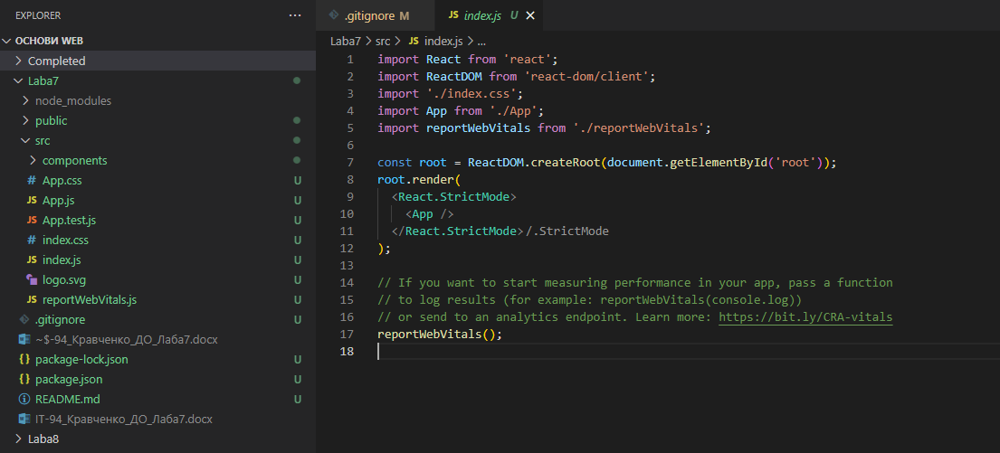 EXPLORER
ОСНОВИ WEB
Completed
Laba7
node_modules
public
src
components
# App.css U
JS App.js U
JS App.test.js U
# index.css U
JS index.js U
logo.svg U
JS reportWebVitals.js U
.gitignore
~$-94_Кравченко_ДО_Лаба7.docx
{} package-lock.json U
{} package.json U
README.md U
ІТ-94_Кравченко_ДО_Лаба7.docx
Laba8
.gitignore M JS index.js U
Laba7 > src > JS index.js > ...
1 import React from 'react';
2 import ReactDOM from 'react-dom/client';
3 import './index.css';
4 import App from './App';
5 import reportWebVitals from './reportWebVitals';
6
7 const root = ReactDOM.createRoot(document.getElementById('root'));
8 root.render(
9 <React.StrictMode>
10 <App />
11 </React.StrictMode>/.StrictMode
12 );
13
14 // If you want to start measuring performance in your app, pass a function
15 // to log results (for example: reportWebVitals(console.log))
16 // or send to an analytics endpoint. Learn more: https://bit.ly/CRA-vitals
17 reportWebVitals();
18